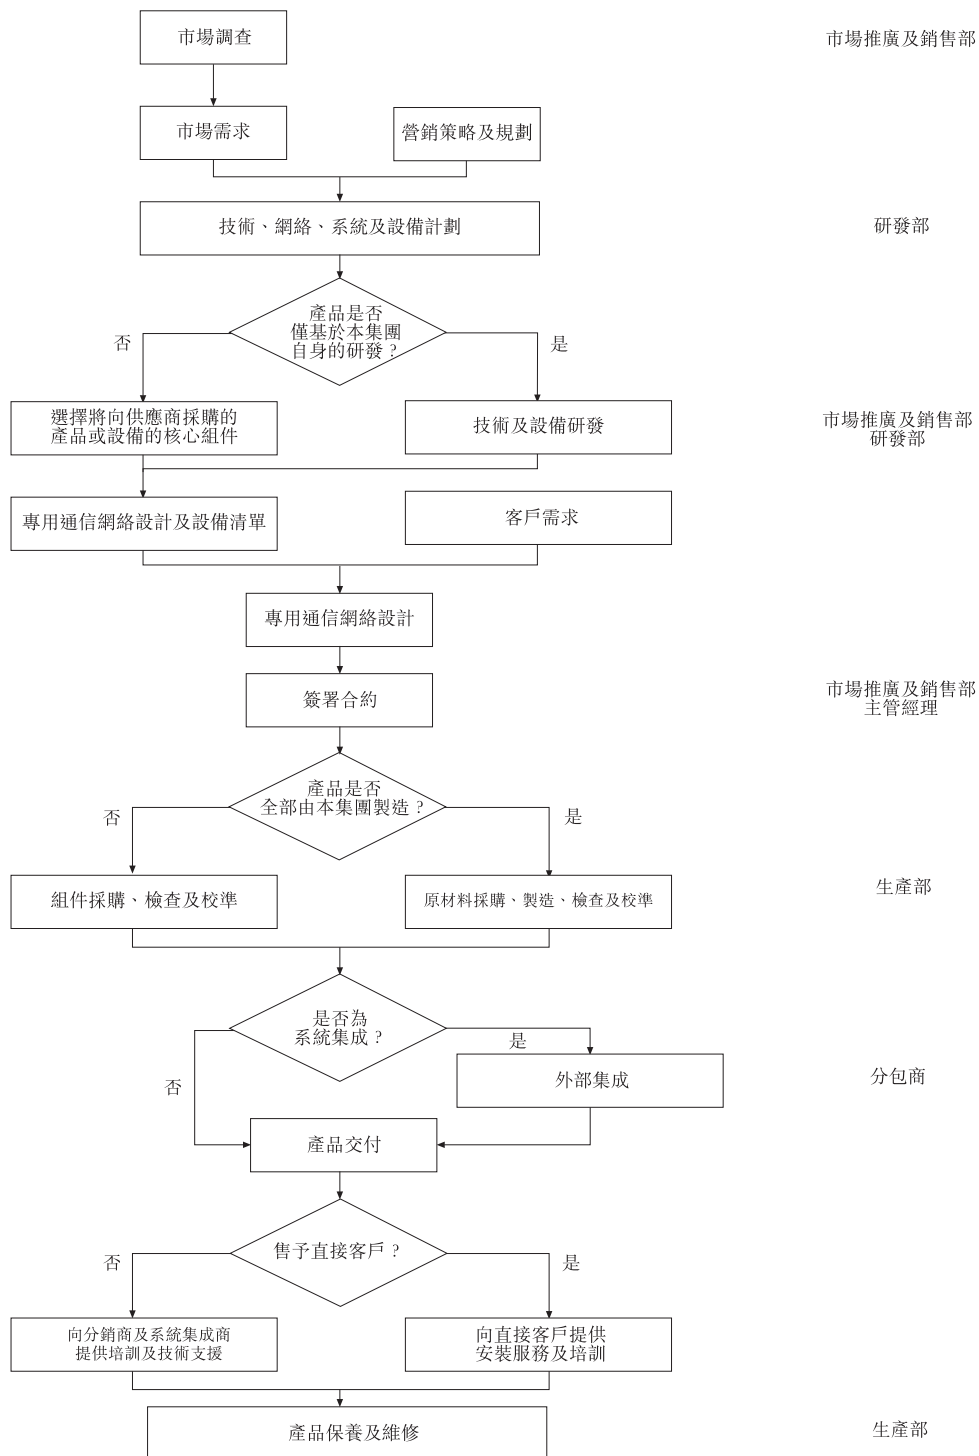 市場調查
市場推廣及銷售部
市場需求
營銷策略及規劃
技術、網絡、系統及設備計劃
研發部
產品是否
僅基於本集團
自身的研發？
否
是
選擇將向供應商採購的
產品或設備的核心組件
技術及設備研發
市場推廣及銷售部
研發部
專用通信網絡設計及設備清單
客戶需求
專用通信網絡設計
簽署合約
市場推廣及銷售部
主管經理
產品是否
全部由本集團製造？
否
是
組件採購、檢查及校準
原材料採購、製造、檢查及校準
生產部
是否為
系統集成？
是
否
外部集成
分包商
產品交付
售予直接客戶？
否
是
向分銷商及系統集成商
提供培訓及技術支援
向直接客戶提供
安裝服務及培訓
產品保養及維修
生產部